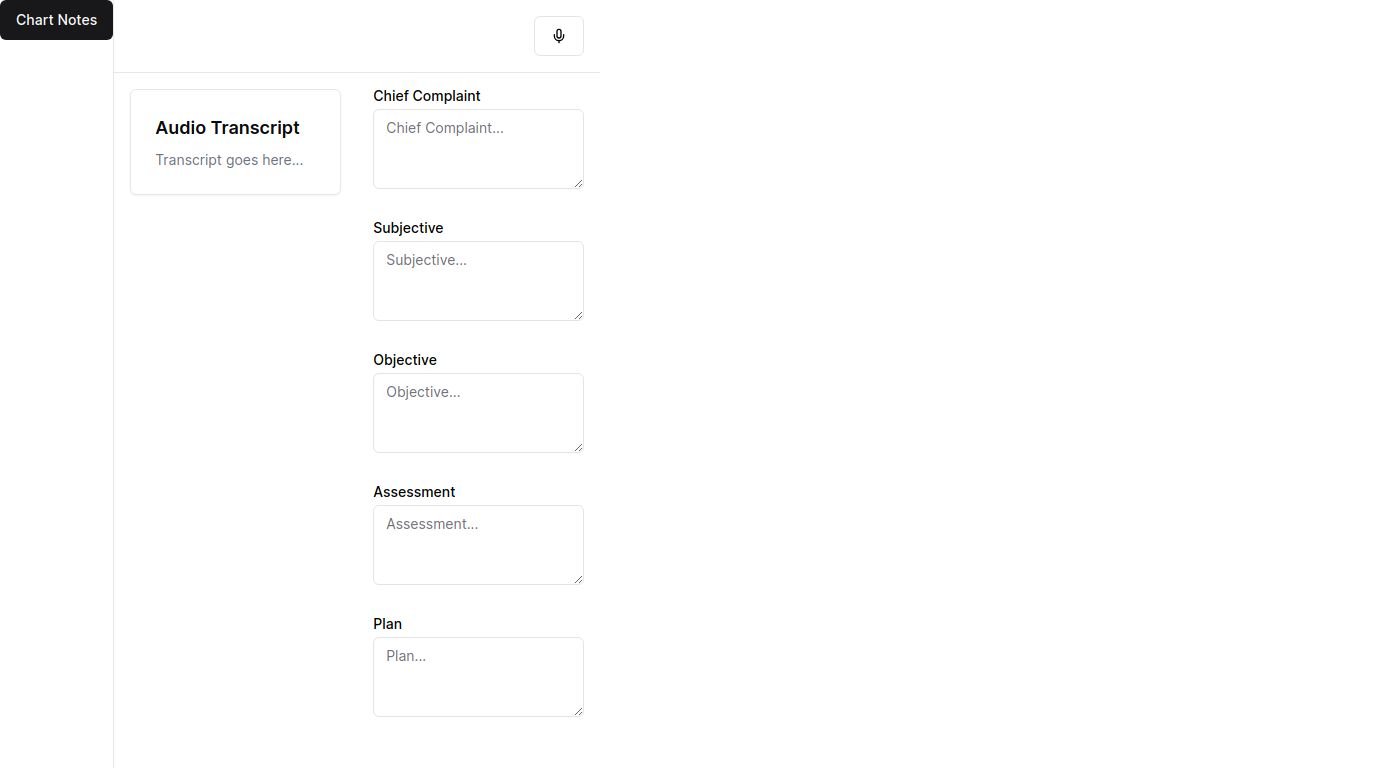 Chart Notes
Audio Transcript
Transcript goes here...
Chief Complaint
Chief Complaint...
Subjective
Subjective...
Objective
Objective...
Assessment
Assessment...
Plan
Plan...